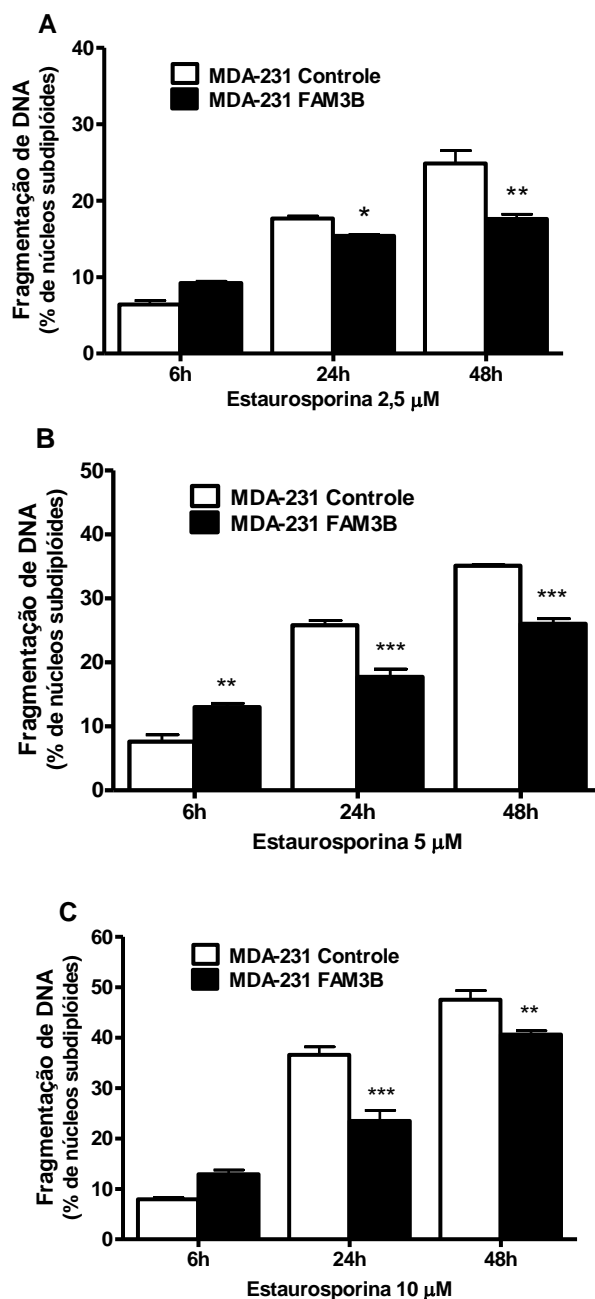 A
Fragmentação de DNA
(% de núcleos subdiplóides)
40
30
20
10
0
MDA-231 Controle
MDA-231 FAM3B
*
**
6h 24h 48h
Estaurosporina 2,5 μM
B
Fragmentação de DNA
(% de núcleos subdiplóides)
50
40
30
20
10
0
MDA-231 Controle
MDA-231 FAM3B
**
***
***
6h 24h 48h
Estaurosporina 5 μM
C
Fragmentação de DNA
(% de núcleos subdiplóides)
60
50
40
30
20
10
0
MDA-231 Controle
MDA-231 FAM3B
***
**
6h 24h 48h
Estaurosporina 10 μM